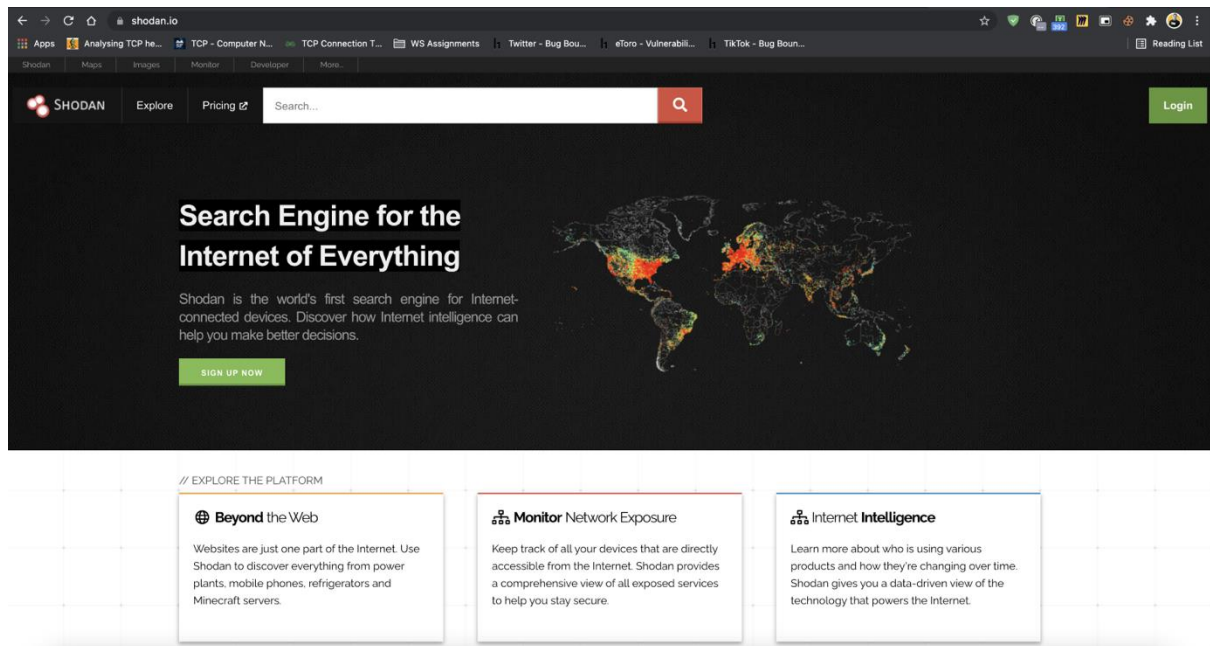 shodan.io
392
Apps Analysing TCP he... TCP - Computer N... TCP Connection T... WS Assignments Twitter - Bug Bou... eToro - Vulnerabili... TikTok - Bug Boun... Reading List
Shodan Maps Images Monitor Developer More...
SHODAN Explore Pricing Search... Login
Search Engine for the
Internet of Everything
Shodan is the world's first search engine for Internet-
connected devices. Discover how Internet intelligence can
help you make better decisions.
SIGN UP NOW
// EXPLORE THE PLATFORM
Beyond the Web
Websites are just one part of the Internet. Use
Shodan to discover everything from power
plants, mobile phones, refrigerators and
Minecraft servers.
Monitor Network Exposure
Keep track of all your devices that are directly
accessible from the Internet. Shodan provides
a comprehensive view of all exposed services
to help you stay secure.
Internet Intelligence
Learn more about who is using various
products and how they're changing over time.
Shodan gives you a data-driven view of the
technology that powers the Internet.